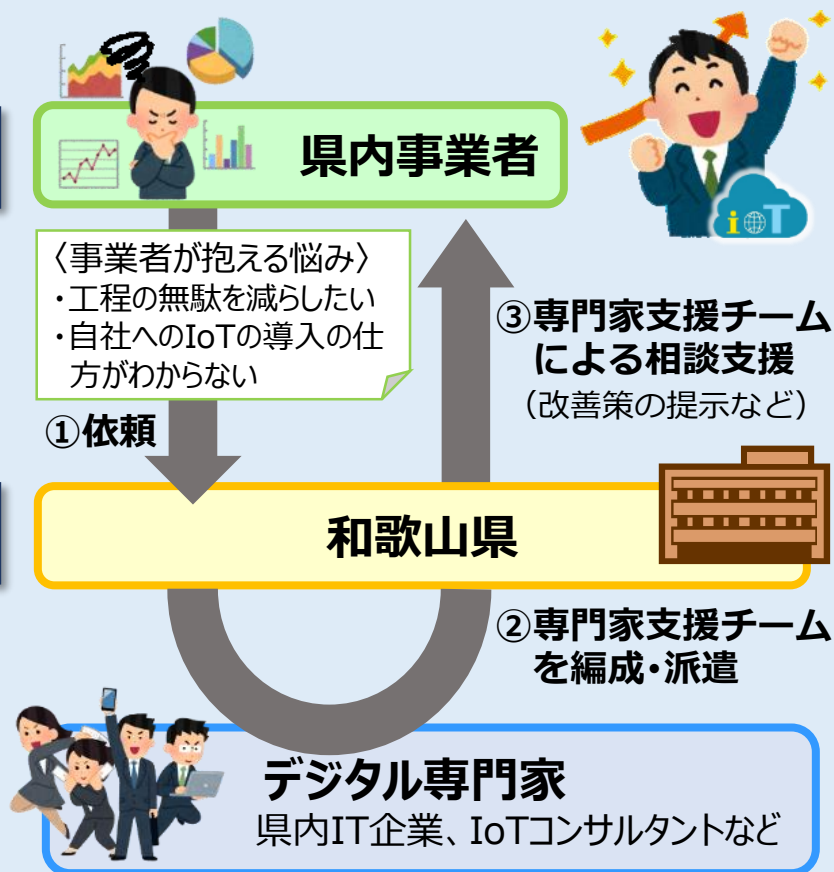 県内事業者
ioT
〈事業者が抱える悩み〉
・工程の無駄を減らしたい
・自社へのIoTの導入の仕
方がわからない
①依頼
③専門家支援チーム
による相談支援
（改善策の提示など）
和歌山県
②専門家支援チーム
を編成・派遣
デジタル専門家
県内IT企業、IoTコンサルタントなど